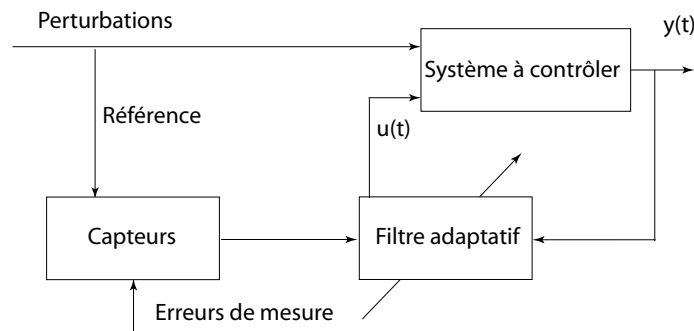 Perturbations
y(t)
Système à contrôler
Référence
u(t)
Capteurs
Filtre adaptatif
Erreurs de mesure